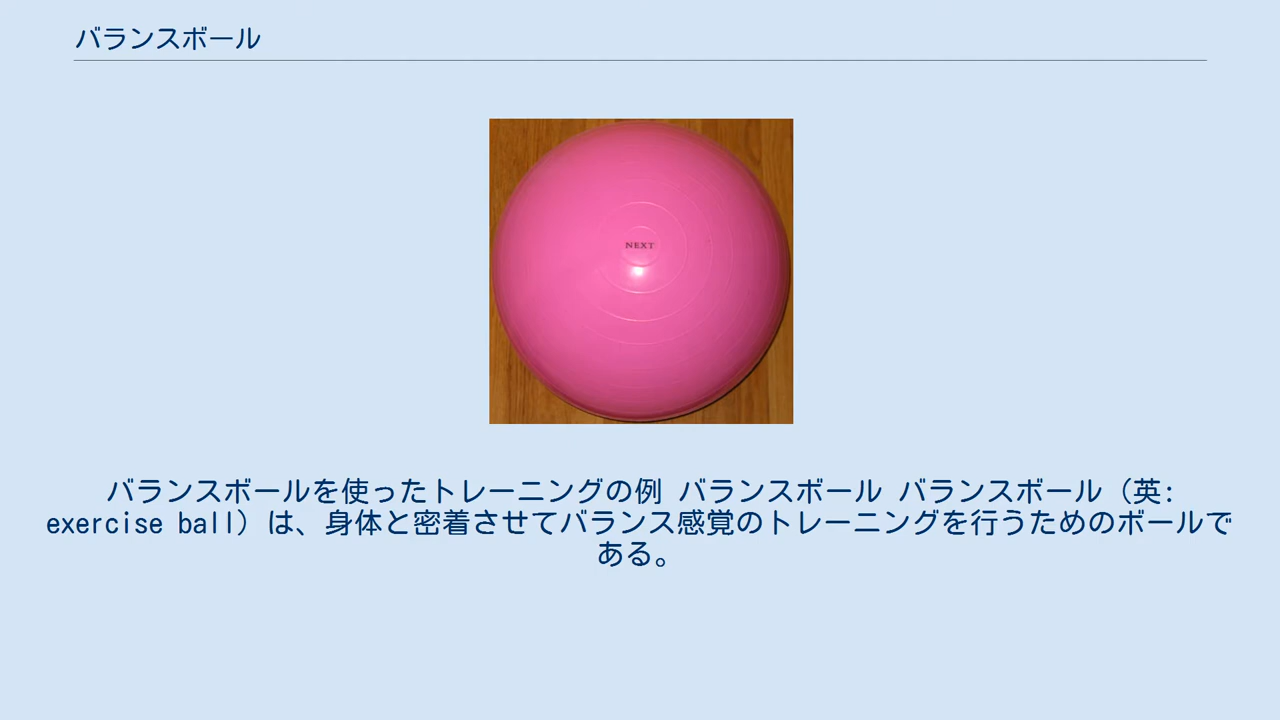 バランスボール
NEXT
バランスボールを使ったトレーニングの例 バランスボール バランスボール（英:
exercise ball）は、身体と密着させてバランス感覚のトレーニングを行うためのボールで
ある。